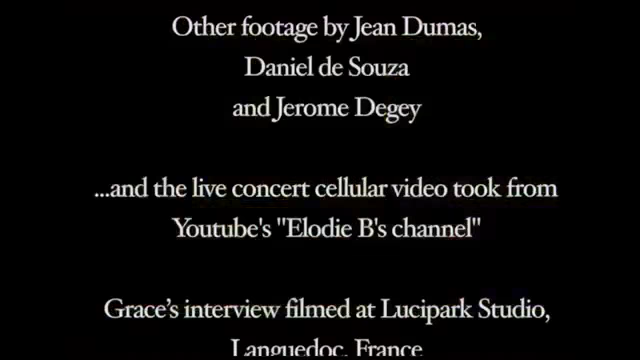 Other footage by Jean Dumas,
Daniel de Souza
and Jerome Degey
...and the live concert cellular video took from
Youtube's "Elodie B's channel"
Grace’s interview filmed at Lucipark Studio,
Languedoc, France